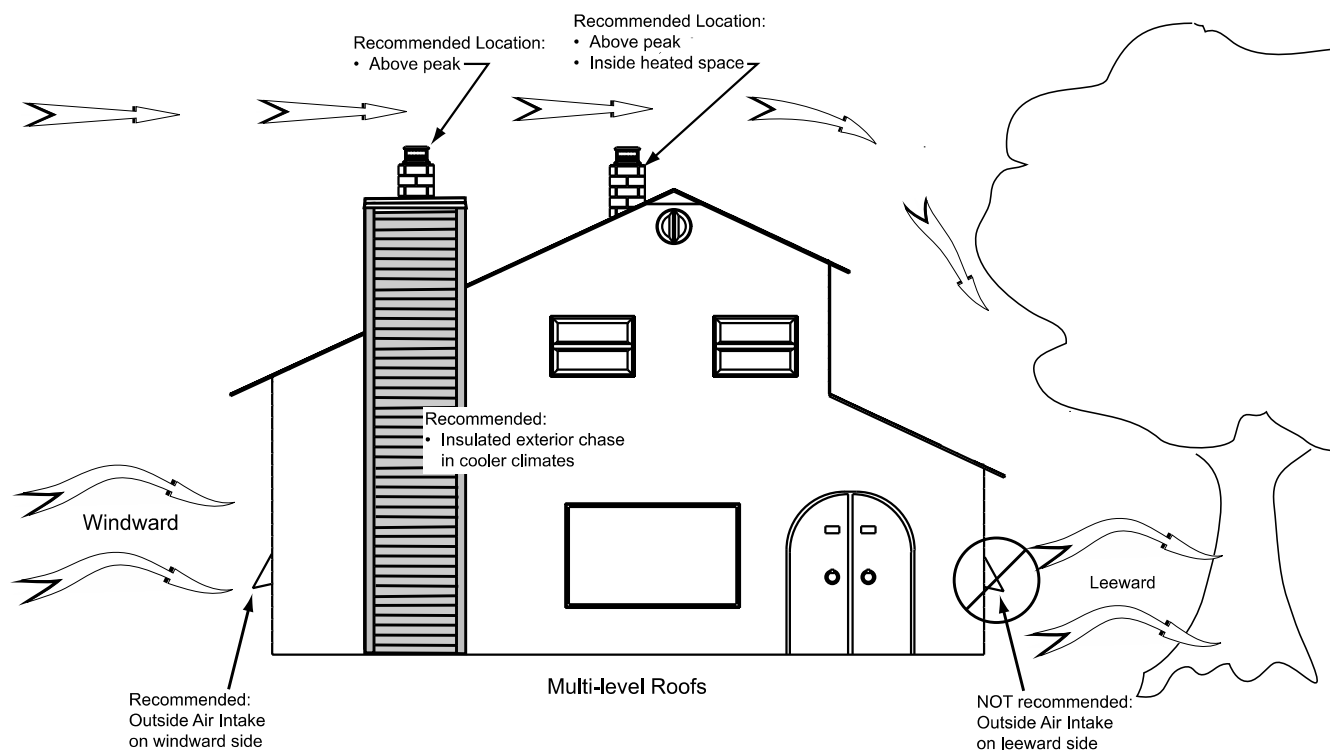 Recommended Location:
• Above peak
Recommended Location:
• Above peak
• Inside heated space
Recommended:
• Insulated exterior chase
in cooler climates
Windward
Leeward
Recommended:
Outside Air Intake
on windward side
Multi-level Roofs
NOT recommended:
Outside Air Intake
on leeward side